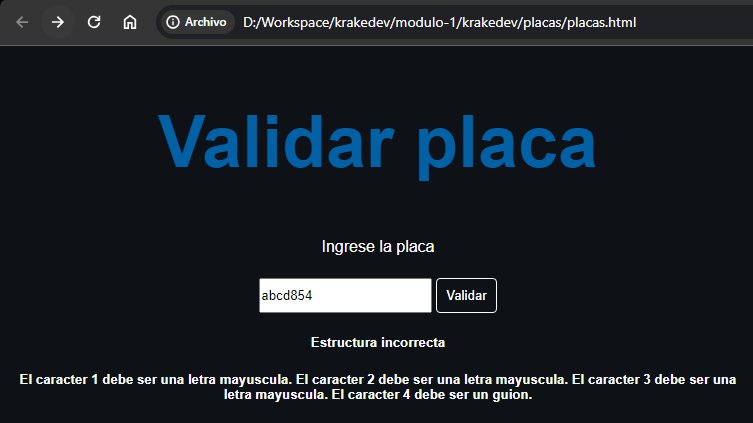 Archivo D:/Workspace/krakedev/modulo-1/krakedev/placas/placas.html
Validar placa
Ingrese la placa
abcd854 Validar
Estructura incorrecta
El caracter 1 debe ser una letra mayuscula. El caracter 2 debe ser una letra mayuscula. El caracter 3 debe ser una
letra mayuscula. El caracter 4 debe ser un guion.